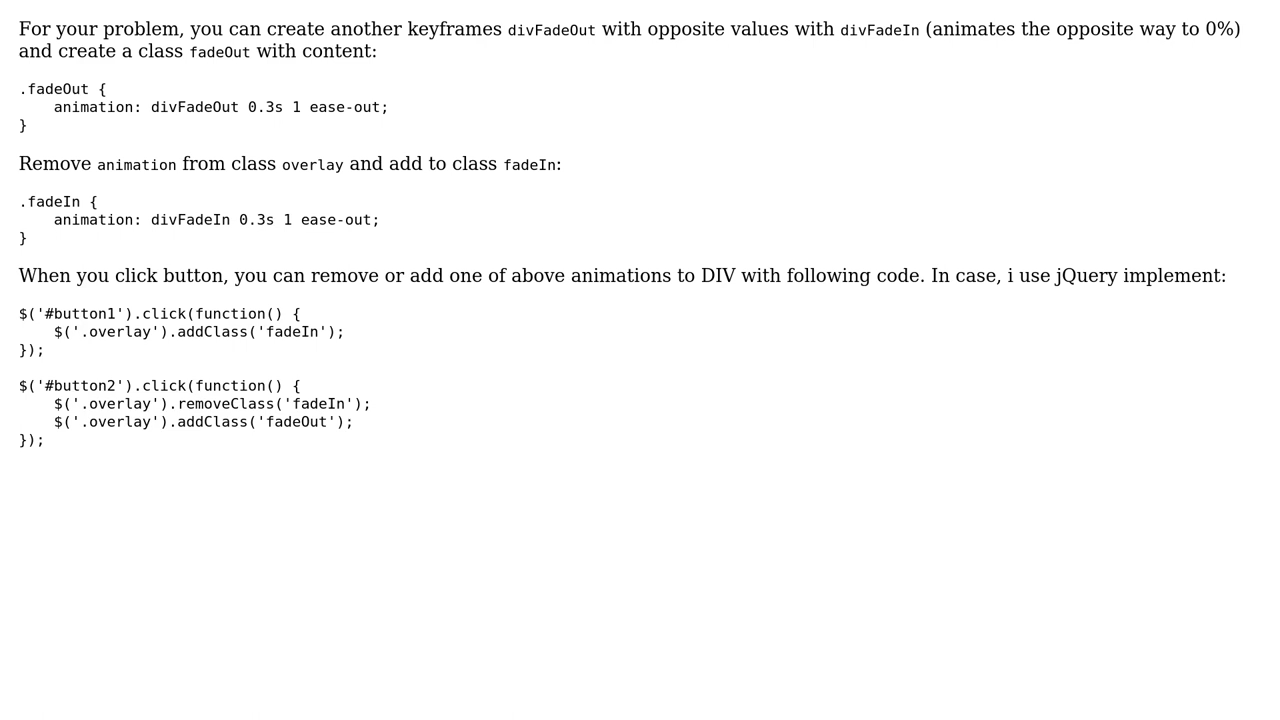 For your problem, you can create another keyframes divFadeOut with opposite values with divFadeIn (animates the opposite way to 0%)
and create a class fadeOut with content:
.fadeOut {
    animation: divFadeOut 0.3s 1 ease-out;
}
Remove animation from class overlay and add to class fadeIn:
.fadeIn {
    animation: divFadeIn 0.3s 1 ease-out;
}
When you click button, you can remove or add one of above animations to DIV with following code. In case, i use jQuery implement:
$('#button1').click(function() {
    $('.overlay').addClass('fadeIn');
});
$('#button2').click(function() {
    $('.overlay').removeClass('fadeIn');
    $('.overlay').addClass('fadeOut');
});